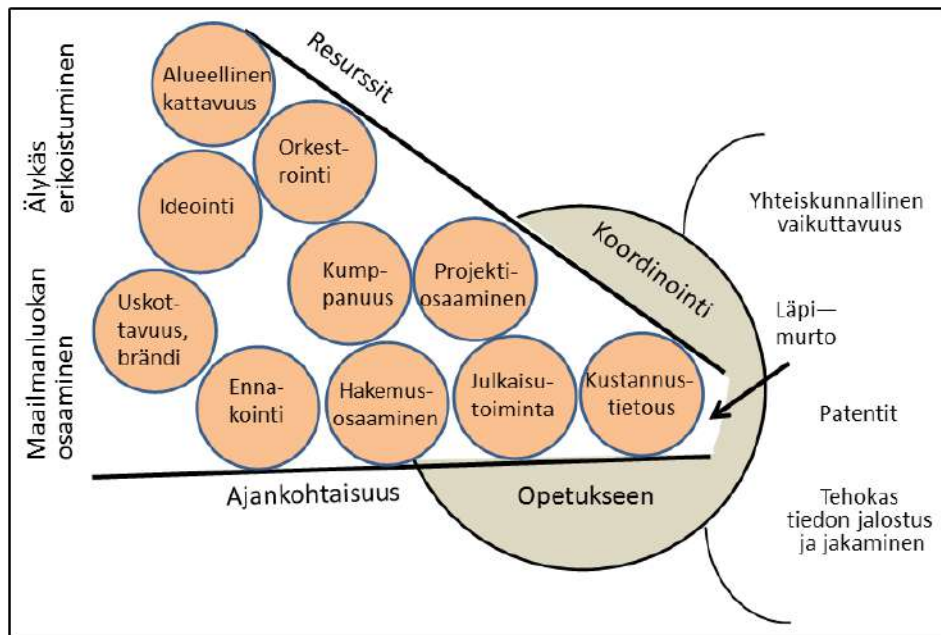 Älykäs
erikoistuminen
Maailmanluokan
osaaminen
Resurssit
Alueellinen
kattavuus
Orkest-
rointi
Ideointi
Kump-
panuus
Projekti-
osaaminen
Uskot-
tavuus,
brändi
Enna-
kointi
Hakemus-
osaaminen
Julkaisu-
toiminta
Kustannus-
tietous
Koordinointi
Ajankohtaisuus
Opetukseen
Yhteiskunnallinen
vaikuttavuus
Läpi—
murto
Patentit
Tehokas
tiedon jalostus
ja jakaminen